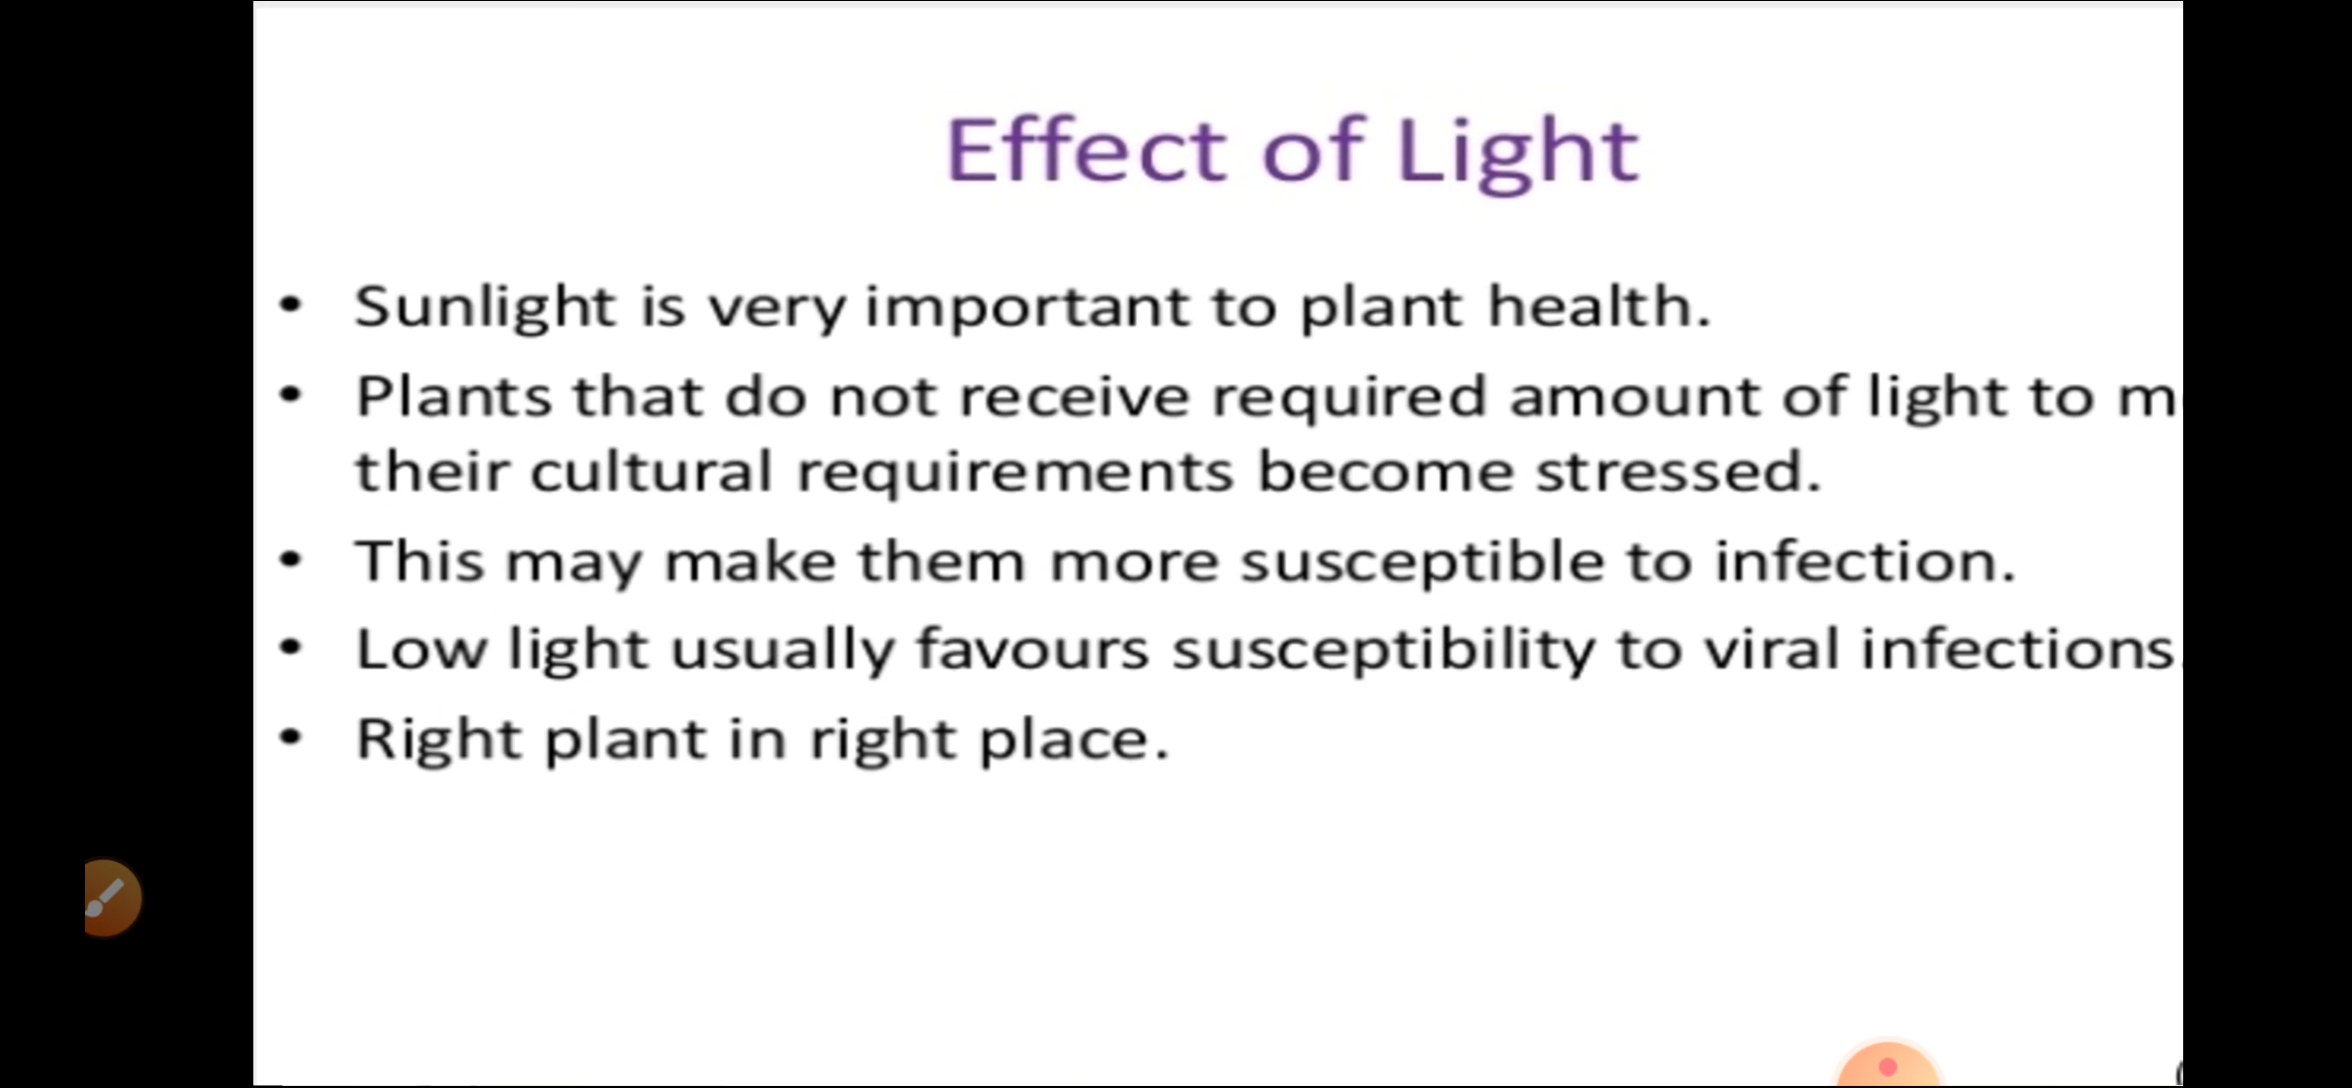 Effect of Light
• Sunlight is very important to plant health.
• Plants that do not receive required amount of light to m
their cultural requirements become stressed.
• This may make them more susceptible to infection.
• Low light usually favours susceptibility to viral infections.
• Right plant in right place.